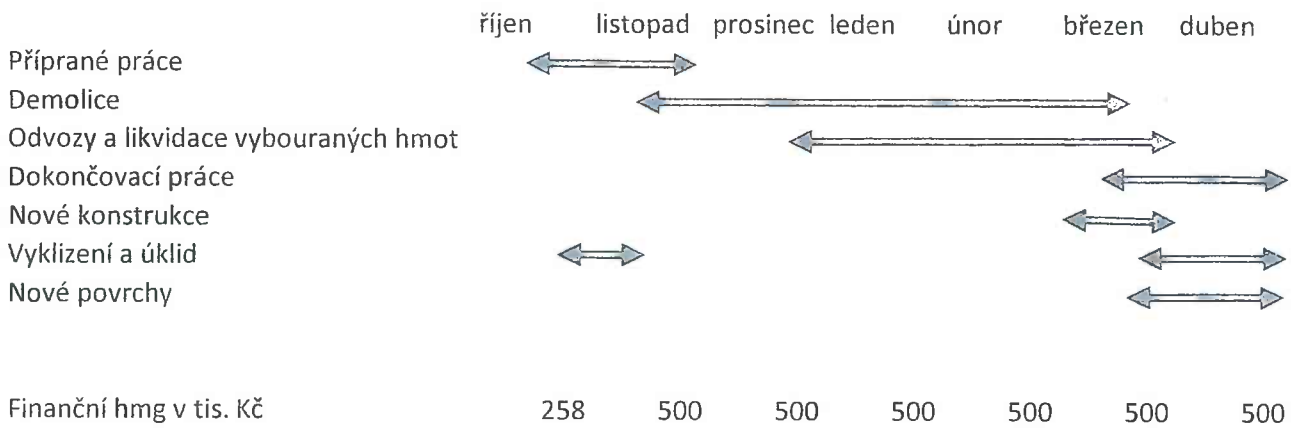 říjen listopad prosinec leden únor březen duben
Příprané práce
Demolice
Odvozy a likvidace vybouraných hmot
Dokončovací práce
Nové konstrukce
Vyklizení a úklid
Nové povrchy
Finanční hmg v tis. Kč 258 500 500 500 500 500 500